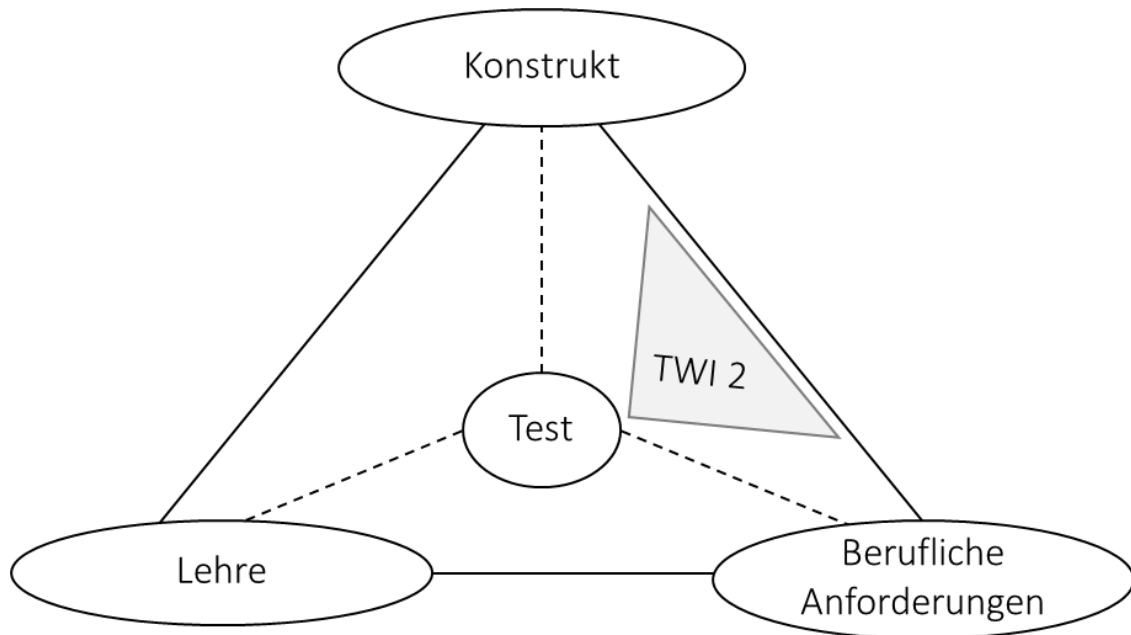 Konstrukt
TWI 2
Test
Lehre
Berufliche
Anforderungen